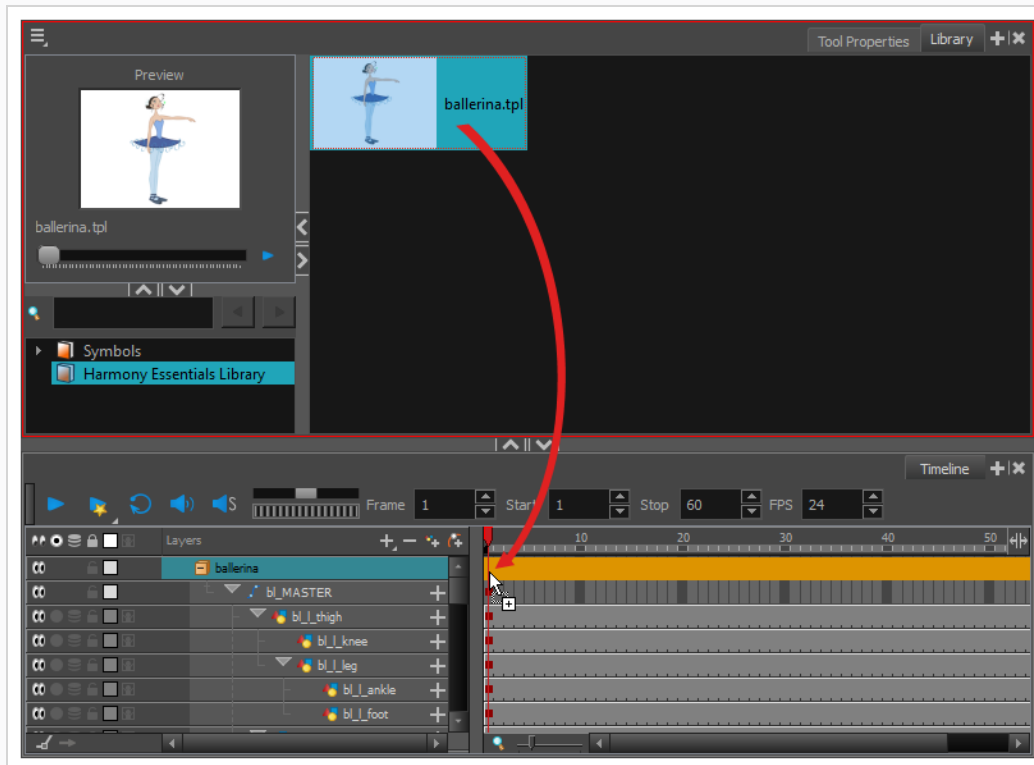 Tool Properties Library
Preview
ballerina.tpl
ballerina.tpl
Symbols
Harmony Essentials Library
Timeline
S Frame 1 Start 1 Stop 60 FPS 24
Layers 10 20 30 40 50
ballerina
bl_MASTER
bl_l_thigh
bl_l_knee
bl_l_leg
bl_l_ankle
bl_l_foot